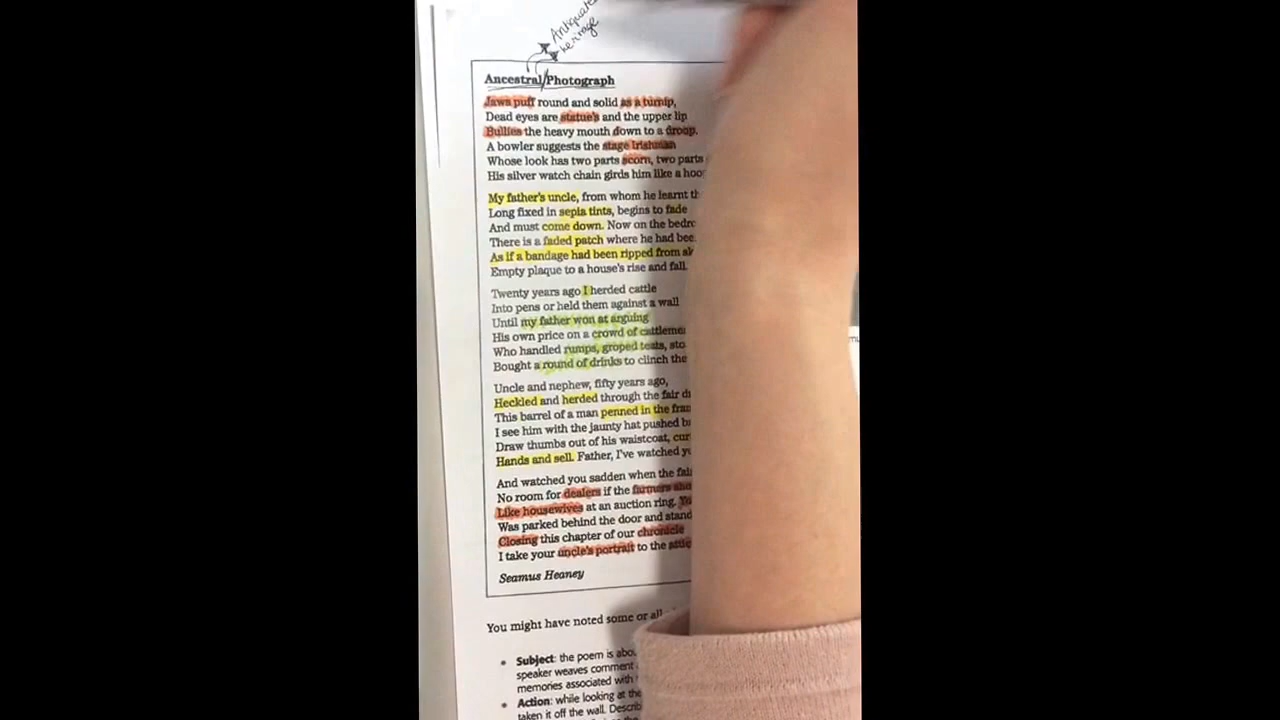 Antiquated
heritage
Ancestral/Photograph
Jaws puff round and solid as a turnip,
Dead eyes are statue's and the upper lip
Bullies the heavy mouth down to a droop.
A bowler suggests the stage Irishman
Whose look has two parts scorn, two parts
His silver watch chain girds him like a hoop
My father's uncle, from whom he learnt th
Long fixed in sepia tints, begins to fade
And must come down. Now on the bedro
There is a faded patch where he had bee
As if a bandage had been ripped from sk
Empty plaque to a house's rise and fall.
Twenty years ago I herded cattle
Into pens or held them against a wall
Until my father won at arguing
His own price on a crowd of cattlemen
Who handled rumps, groped teats, sto
Bought a round of drinks to clinch the
Uncle and nephew, fifty years ago,
Heckled and herded through the fair d
This barrel of a man penned in the fram
I see him with the jaunty hat pushed b
Draw thumbs out of his waistcoat, cur
Hands and sell. Father, I've watched yo
And watched you sadden when the fair
No room for dealers if the farmers sho
Like housewives at an auction ring. Yo
Was parked behind the door and stand
Closing this chapter of our chronicle
I take your uncle's portrait to the attic
Seamus Heaney
You might have noted some or all
• Subject: the poem is abou
speaker weaves comment
memories associated with
• Action: while looking at the
taken it off the wall. Describ